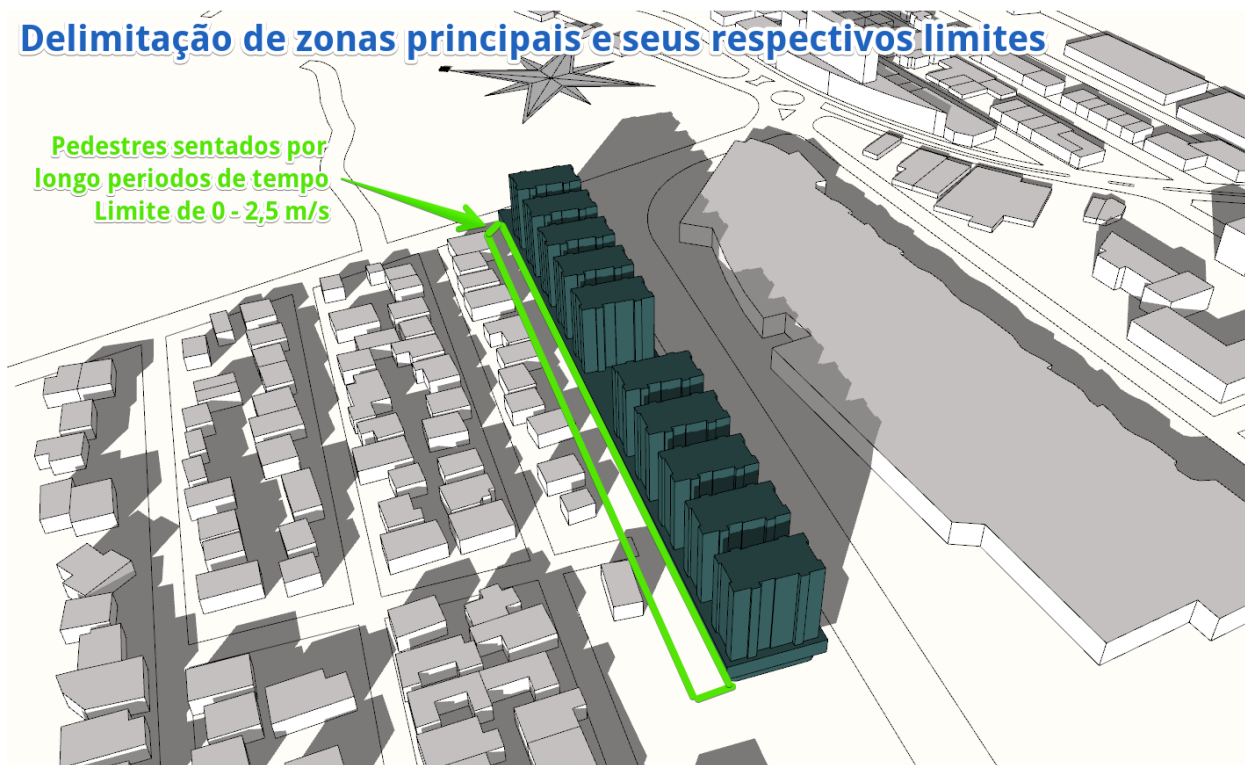 Delimitação de zonas principais e seus respectivos limites
Pedestres sentados por
longo periodos de tempo
Limite de 0 - 2,5 m/s